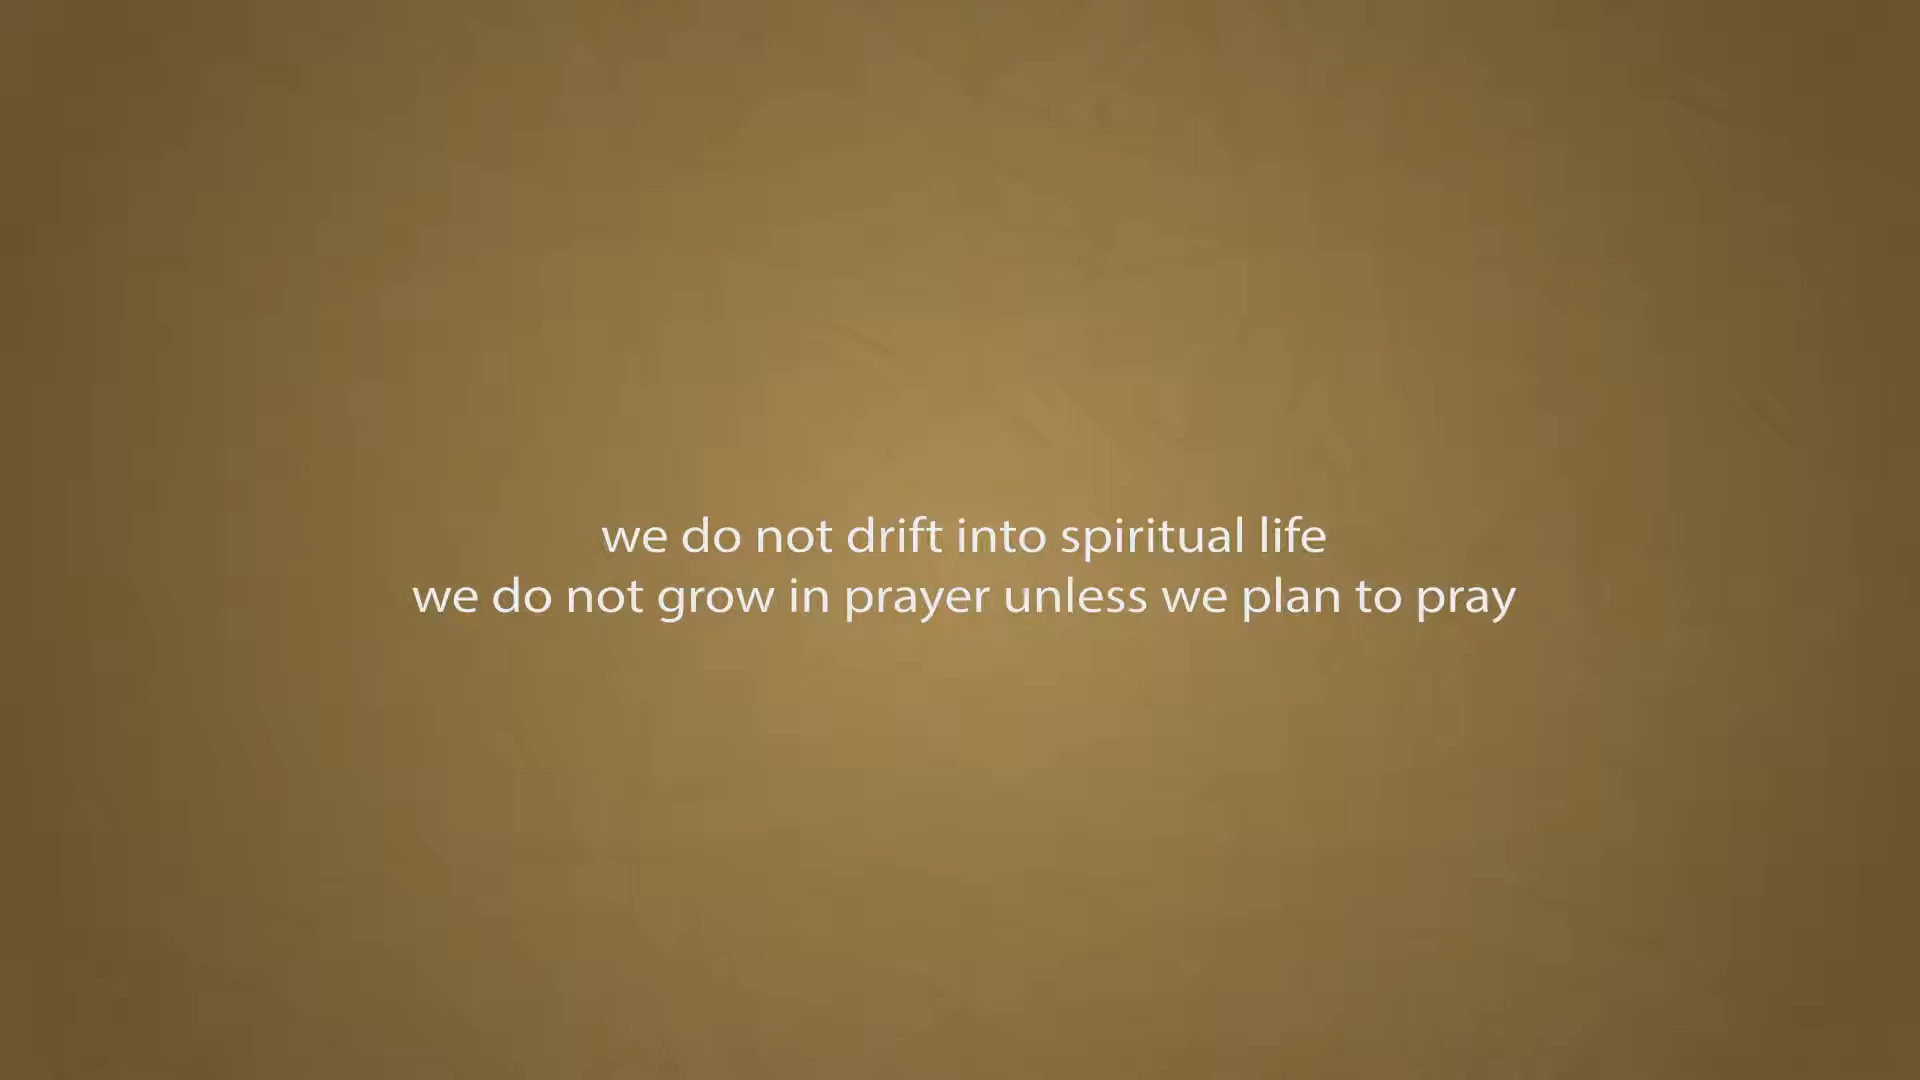 we do not drift into spiritual life
we do not grow in prayer unless we plan to pray